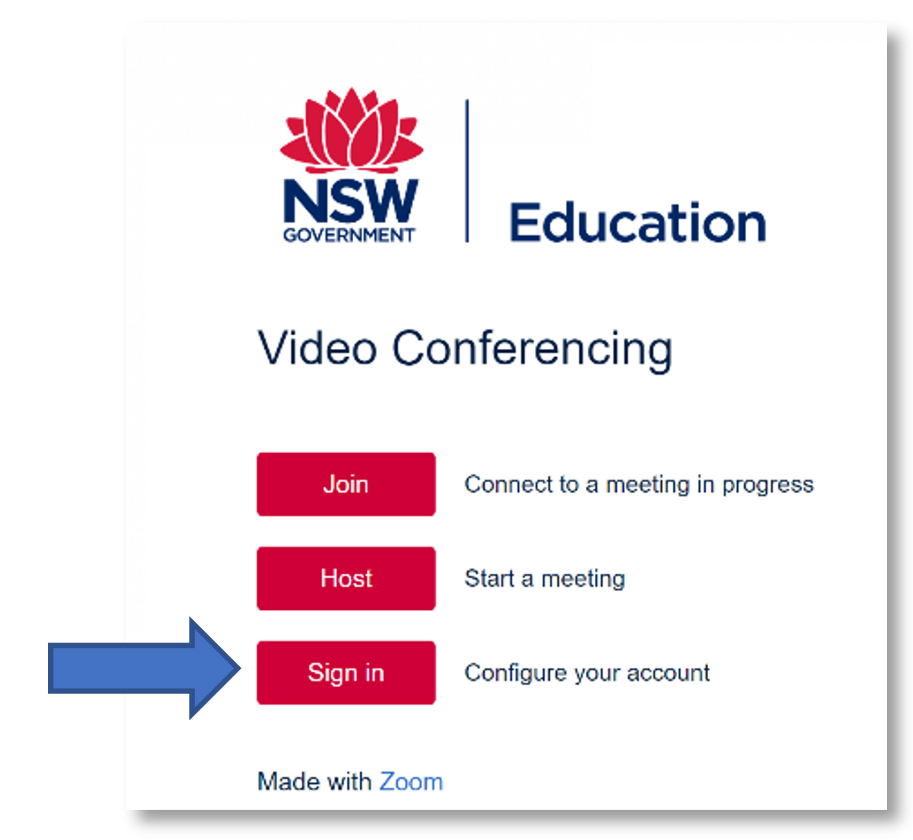 NSW
GOVERNMENT
Education
Video Conferencing
Join Connect to a meeting in progress
Host Start a meeting
Sign in Configure your account
Made with Zoom